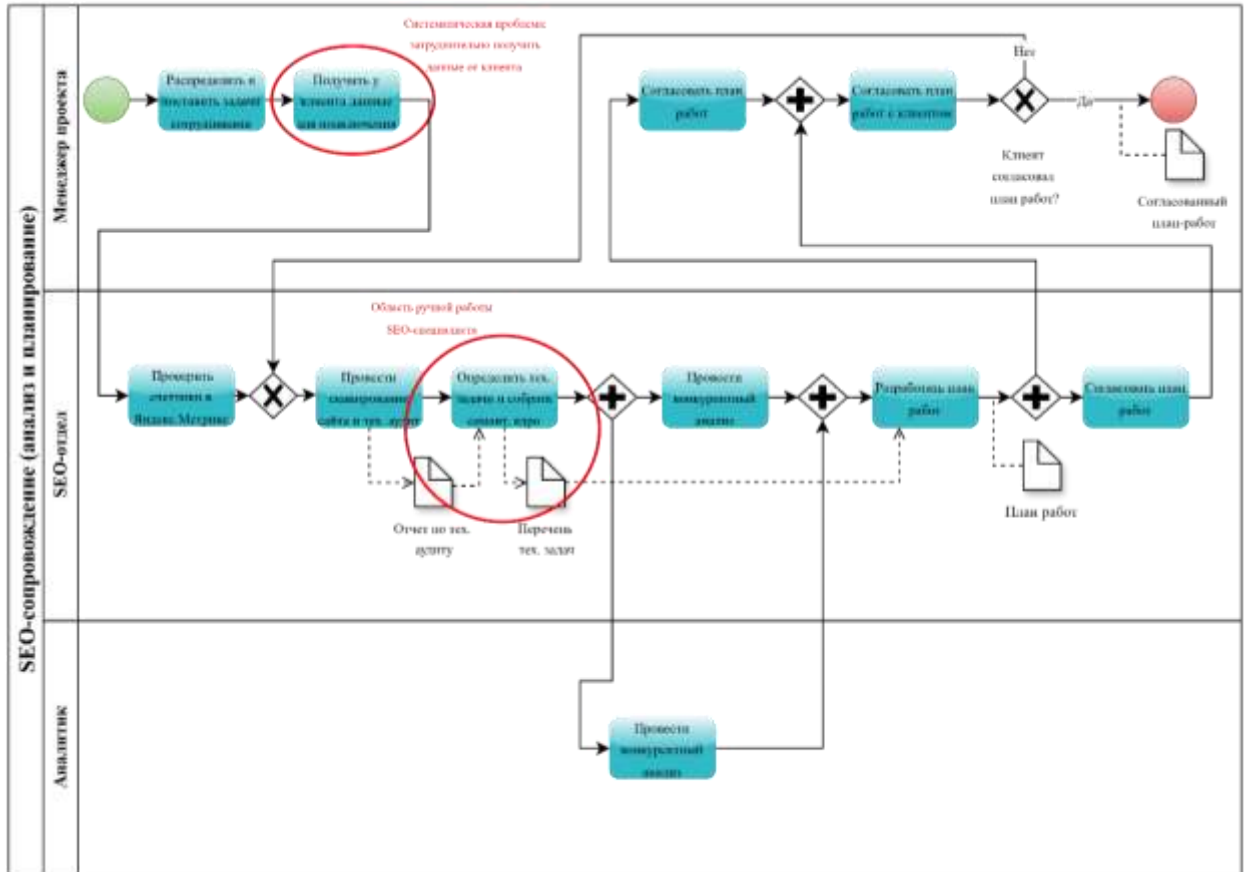 SEO-сопровождение (анализ и планирование)
Менеджер проекта
Систематическая проблема:
затруднительно получить
данные от клиента
Распределить и
поставить задачи
сотрудникам
Получить у
клиента данные
для подключения
Согласовать план
работ
Согласовать план
работ с клиентом
Нет
Да
Клиент
согласовал
план работ?
Согласованный
план-работ
SEO-отдел
Область ручной работы
SEO-специалиста
Проверить
счетчики в
Яндекс.Метрике
Провести
сканирование
сайта и тех. аудит
Определить тех.
задачи и собрать
семант. ядро
Провести
конкурентный
анализ
Разработать план
работ
Согласовать план
работ
Отчет по тех.
аудиту
Перечень
тех. задач
План работ
Аналитик
Провести
конкурентный
анализ